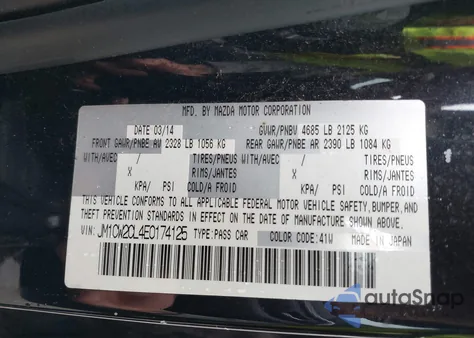 MFD. BY MAZDA MOTOR CORPORATION
DATE 03/14 GVWR/PNBV 4685 LB 2125 KG
FRONT GAWR/PNBE AV 2328 LB 1056 KG REAR GAWR/PNBE AR 2390 LB 1084 KG
WITH/AVEC TIRES/PNEUS WITH/AVEC TIRES/PNEUS
X RIMS/JANTES X RIMS/JANTES
KPA/ PSI COLD/A FROID KPA/ PSI COLD/A FROID
THIS VEHICLE CONFORMS TO ALL APPLICABLE FEDERAL MOTOR VEHICLE SAFETY, BUMPER, AND
THEFT PREVENTION STANDARDS IN EFFECT ON THE DATE OF MANUFACTURE SHOWN ABOVE.
VIN: JM1CW2CL4E0174125 TYPE: PASS CAR COLOR CODE: 41W MADE IN JAPAN
autoSnap